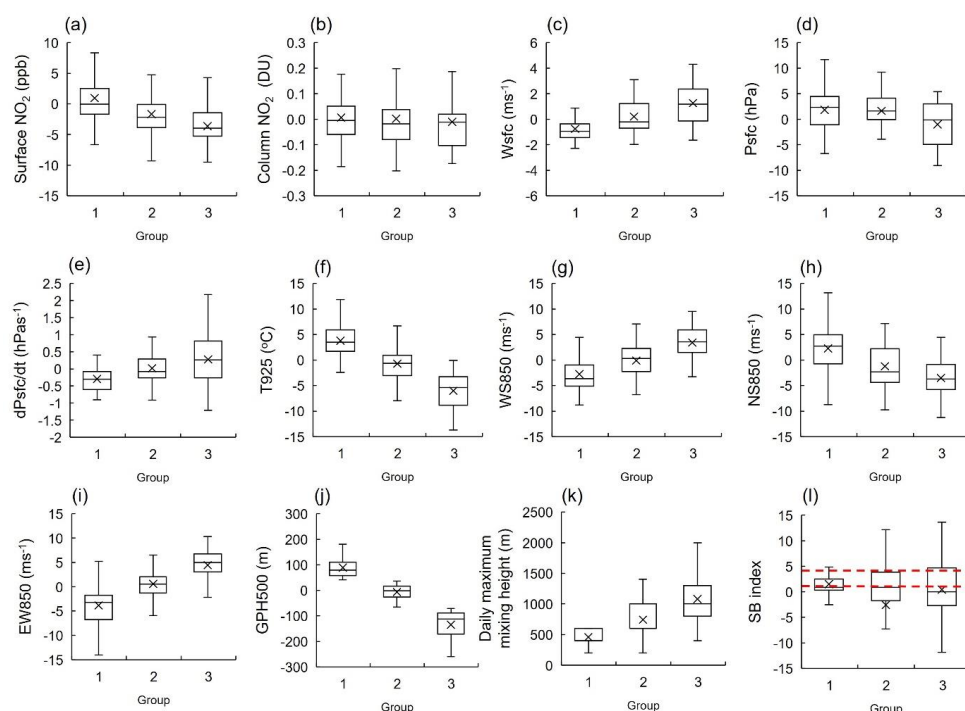 (a)
Surface NO2 (ppb)
15
10
5
0
-5
-10
-15
1 2 3
Group
(b)
Column NO2 (DU)
0.3
0.2
0.1
0.0
-0.1
-0.2
-0.3
1 2 3
Group
(c)
Wsfc (ms-1)
6
4
2
0
-2
-4
-6
1 2 3
Group
(d)
Psfc (hPa)
15
10
5
0
-5
-10
-15
1 2 3
Group
(e)
dPsfc/dt (hPas-1)
2.5
2
1.5
1
0.5
0
-0.5
-1
-1.5
-2
1 2 3
Group
(f)
T925 (oC)
15
10
5
0
-5
-10
-15
1 2 3
Group
(g)
WS850 (ms-1)
15
10
5
0
-5
-10
-15
1 2 3
Group
(h)
NS850 (ms-1)
15
10
5
0
-5
-10
-15
1 2 3
Group
(i)
EW850 (ms-1)
15
10
5
0
-5
-10
-15
1 2 3
Group
(j)
GPH500 (m)
300
200
100
0
-100
-200
-300
1 2 3
Group
(k)
Daily maximum
mixing height (m)
2500
2000
1500
1000
500
0
1 2 3
Group
(l)
SB index
15
10
5
0
-5
-10
-15
1 2 3
Group